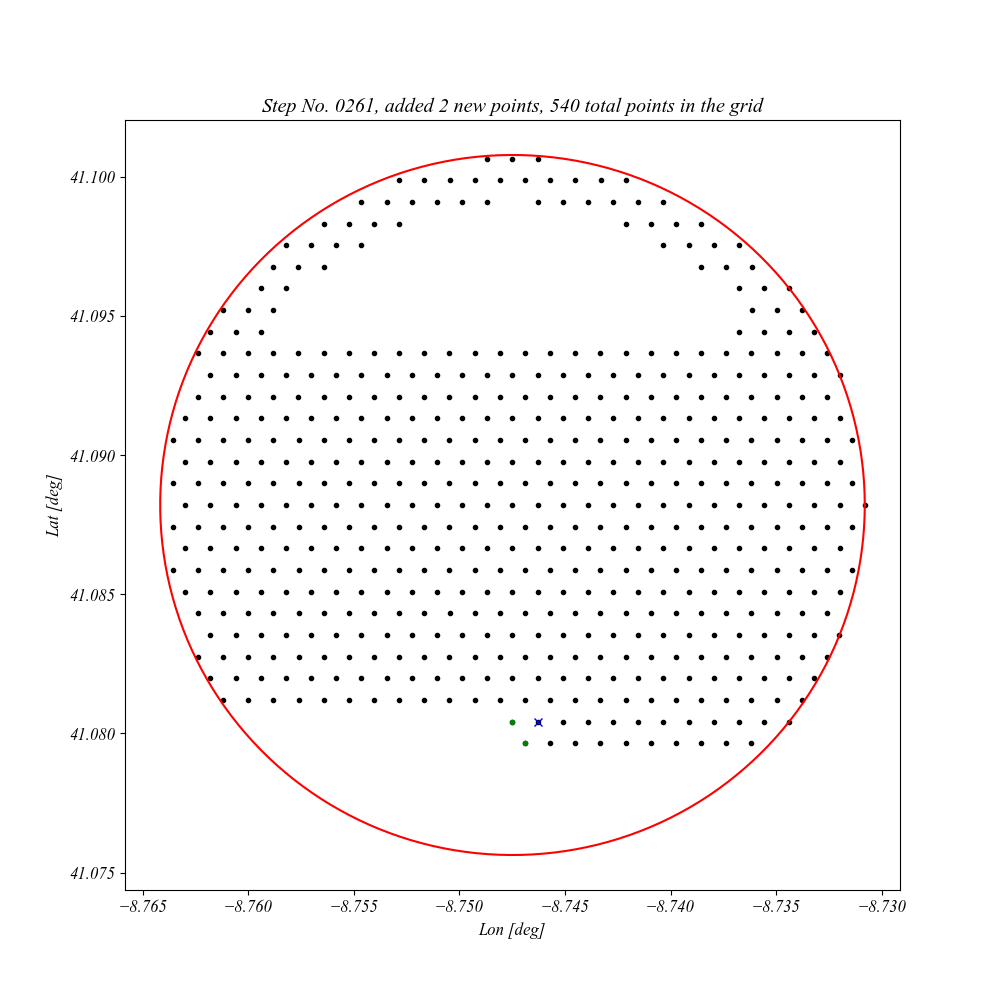 Step No. 0261, added 2 new points, 540 total points in the grid
41.100
41.095
41.090
41.085
41.080
41.075
Lat [deg]
−8.765 −8.760 −8.755 −8.750 −8.745 −8.740 −8.735 −8.730
Lon [deg]